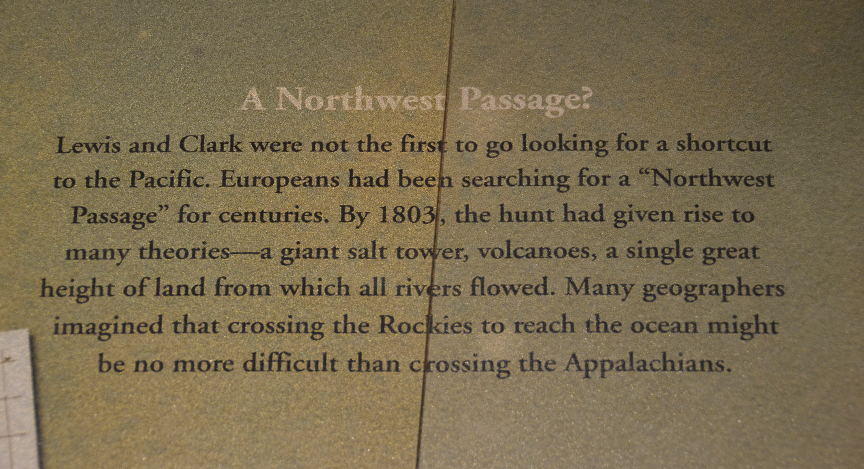 A Northwest Passage?
Lewis and Clark were not the first to go looking for a shortcut
to the Pacific. Europeans had been searching for a “Northwest
Passage” for centuries. By 1803, the hunt had given rise to
many theories—a giant salt tower, volcanoes, a single great
height of land from which all rivers flowed. Many geographers
imagined that crossing the Rockies to reach the ocean might
be no more difficult than crossing the Appalachians.